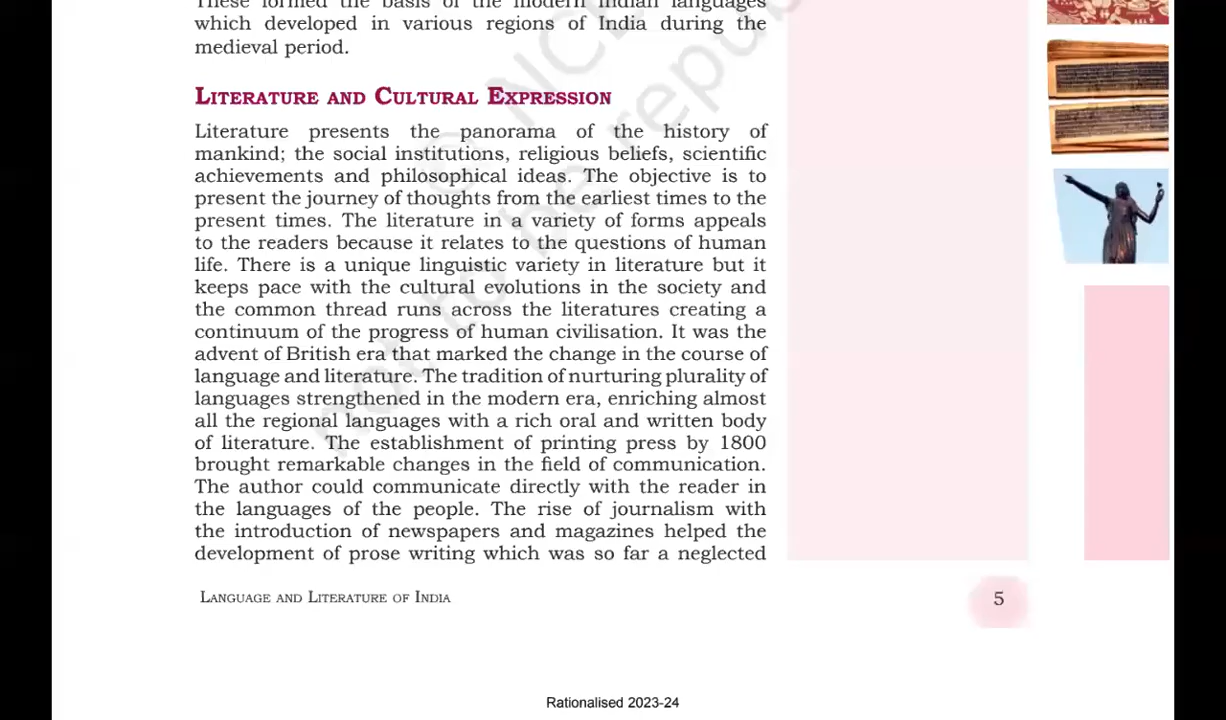 These formed the basis of the modern Indian languages
which developed in various regions of India during the
medieval period.
LITERATURE AND CULTURAL EXPRESSION
Literature presents the panorama of the history of
mankind; the social institutions, religious beliefs, scientific
achievements and philosophical ideas. The objective is to
present the journey of thoughts from the earliest times to the
present times. The literature in a variety of forms appeals
to the readers because it relates to the questions of human
life. There is a unique linguistic variety in literature but it
keeps pace with the cultural evolutions in the society and
the common thread runs across the literatures creating a
continuum of the progress of human civilisation. It was the
advent of British era that marked the change in the course of
language and literature. The tradition of nurturing plurality of
languages strengthened in the modern era, enriching almost
all the regional languages with a rich oral and written body
of literature. The establishment of printing press by 1800
brought remarkable changes in the field of communication.
The author could communicate directly with the reader in
the languages of the people. The rise of journalism with
the introduction of newspapers and magazines helped the
development of prose writing which was so far a neglected
LANGUAGE AND LITERATURE OF INDIA
5
Rationalised 2023-24
© NCE
not to be republ